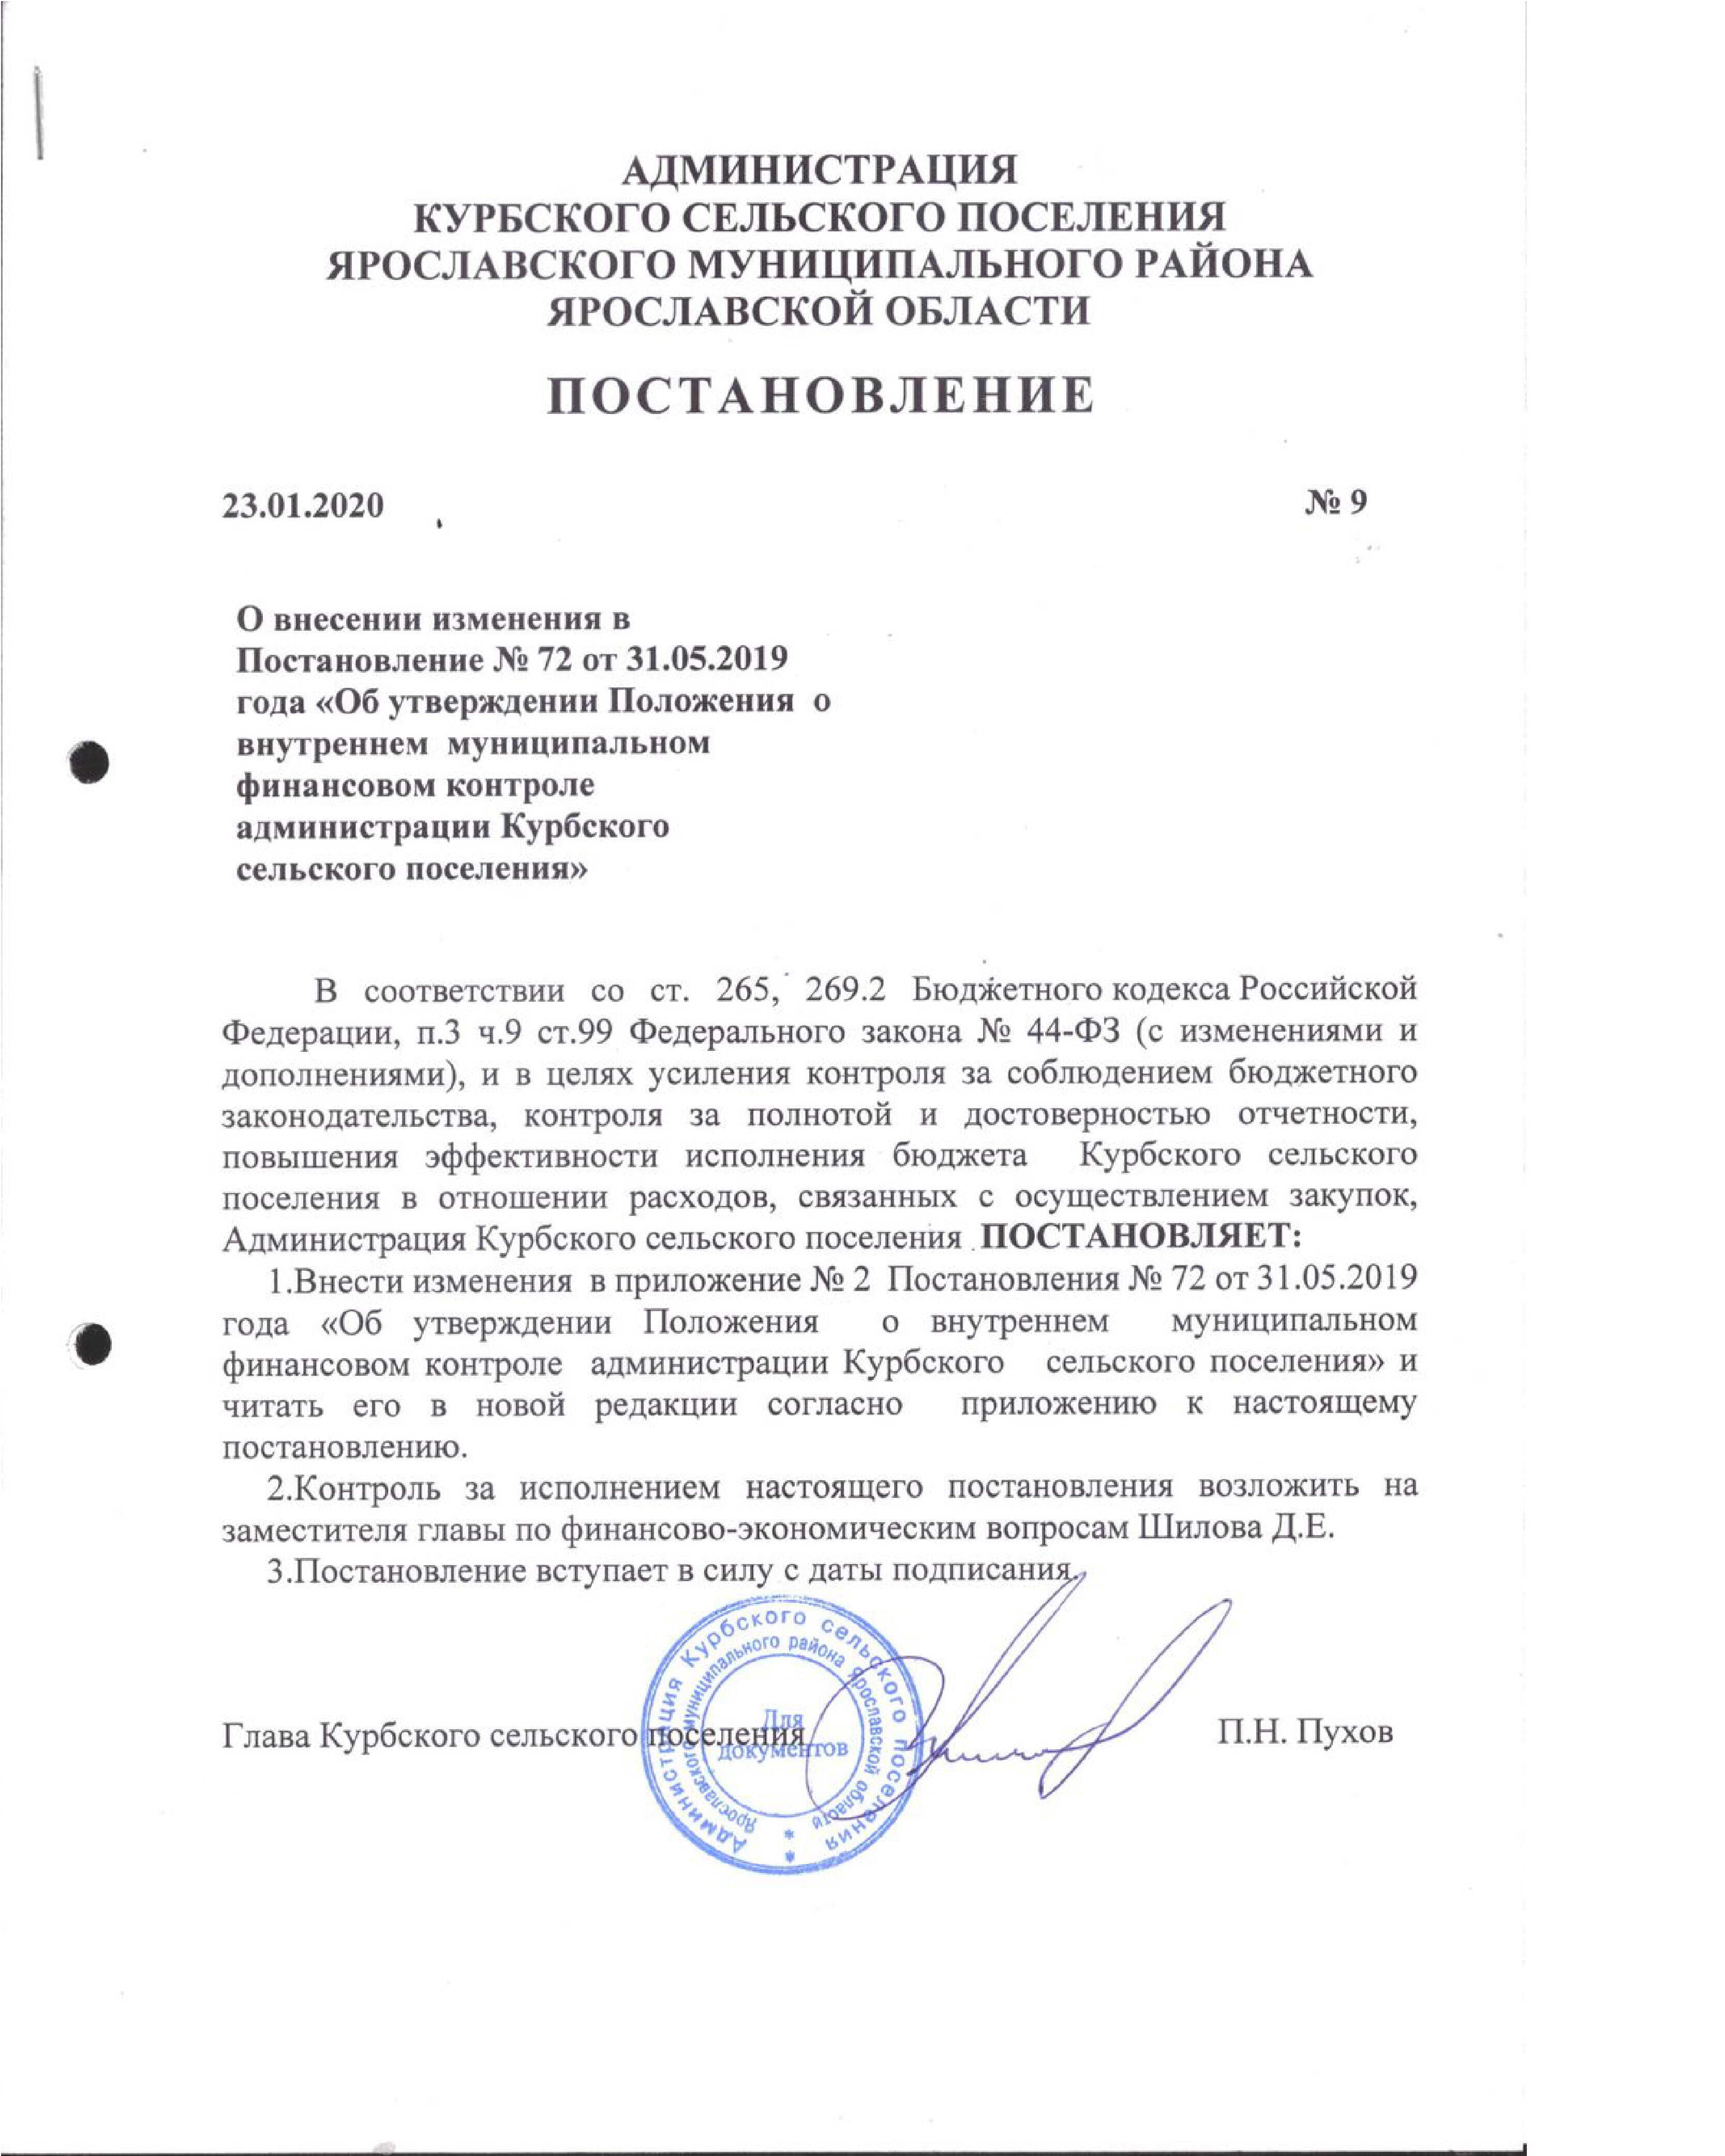 АДМИНИСТРАЦИЯ
КУРБСКОГО СЕЛЬСКОГО ПОСЕЛЕНИЯ
ЯРОСЛАВСКОГО МУНИЦИПАЛЬНОГО РАЙОНА
ЯРОСЛАВСКОЙ ОБЛАСТИ
ПОСТАНОВЛЕНИЕ
23.01.2020 № 9
О внесении изменения в
Постановление № 72 от 31.05.2019
года «Об утверждении Положения о
внутреннем муниципальном
финансовом контроле
администрации Курбского
сельского поселения»
В соответствии со ст. 265, 269.2 Бюджетного кодекса Российской
Федерации, п.3 ч.9 ст.99 Федерального закона № 44-ФЗ (с изменениями и
дополнениями), и в целях усиления контроля за соблюдением бюджетного
законодательства, контроля за полнотой и достоверностью отчетности,
повышения эффективности исполнения бюджета Курбского сельского
поселения в отношении расходов, связанных с осуществлением закупок,
Администрация Курбского сельского поселения ПОСТАНОВЛЯЕТ:
1.Внести изменения в приложение № 2 Постановления № 72 от 31.05.2019
года «Об утверждении Положения о внутреннем муниципальном
финансовом контроле администрации Курбского сельского поселения» и
читать его в новой редакции согласно приложению к настоящему
постановлению.
2.Контроль за исполнением настоящего постановления возложить на
заместителя главы по финансово-экономическим вопросам Шилова Д.Е.
3.Постановление вступает в силу с даты подписания.
Глава Курбского сельского поселения П.Н. Пухов
Администрация Курбского сельского поселения
Ярославского муниципального района Ярославской области
Для
документов